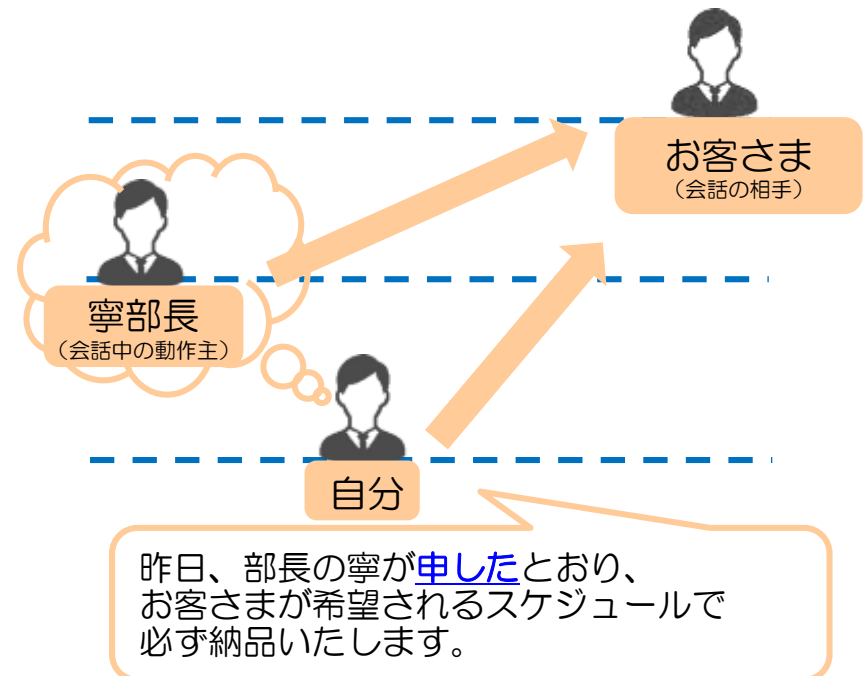 お客さま
（会話の相手）
寧部長
（会話中の動作主）
自分
昨日、部長の寧が申したとおり、
お客さまが希望されるスケジュールで
必ず納品いたします。